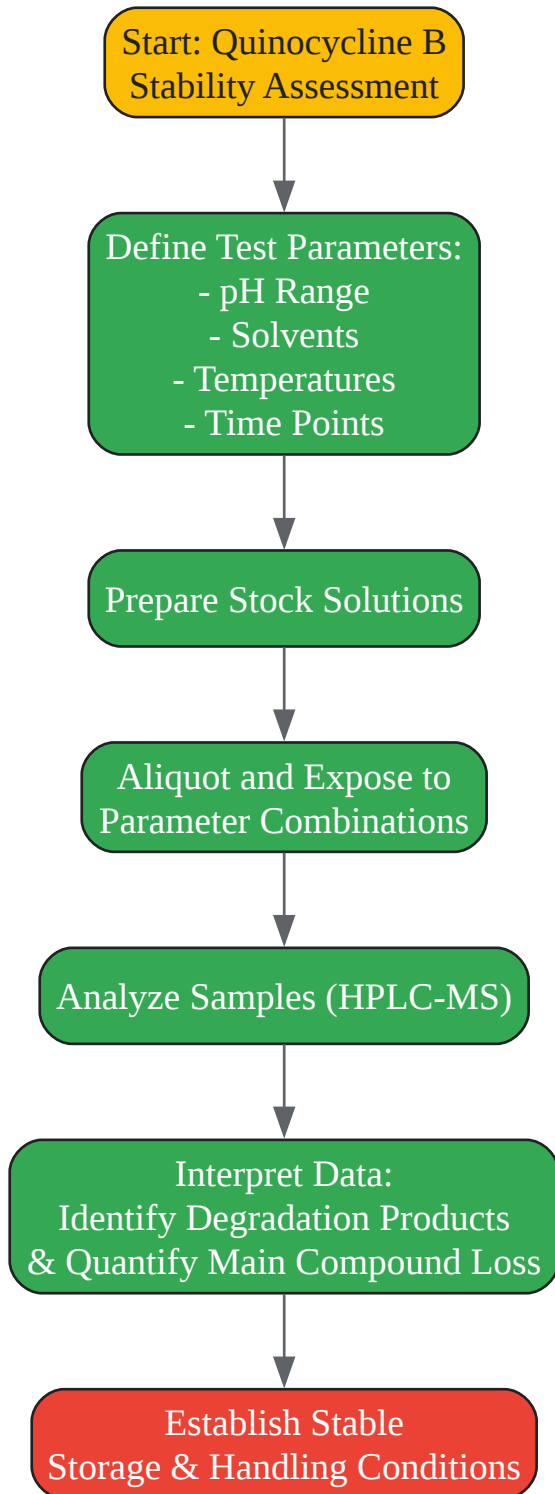 Start: Quinocycline B
Stability Assessment
Define Test Parameters:
- pH Range
- Solvents
- Temperatures
- Time Points
Prepare Stock Solutions
Aliquot and Expose to
Parameter Combinations
Analyze Samples (HPLC-MS)
Interpret Data:
Identify Degradation Products
& Quantify Main Compound Loss
Establish Stable
Storage & Handling Conditions